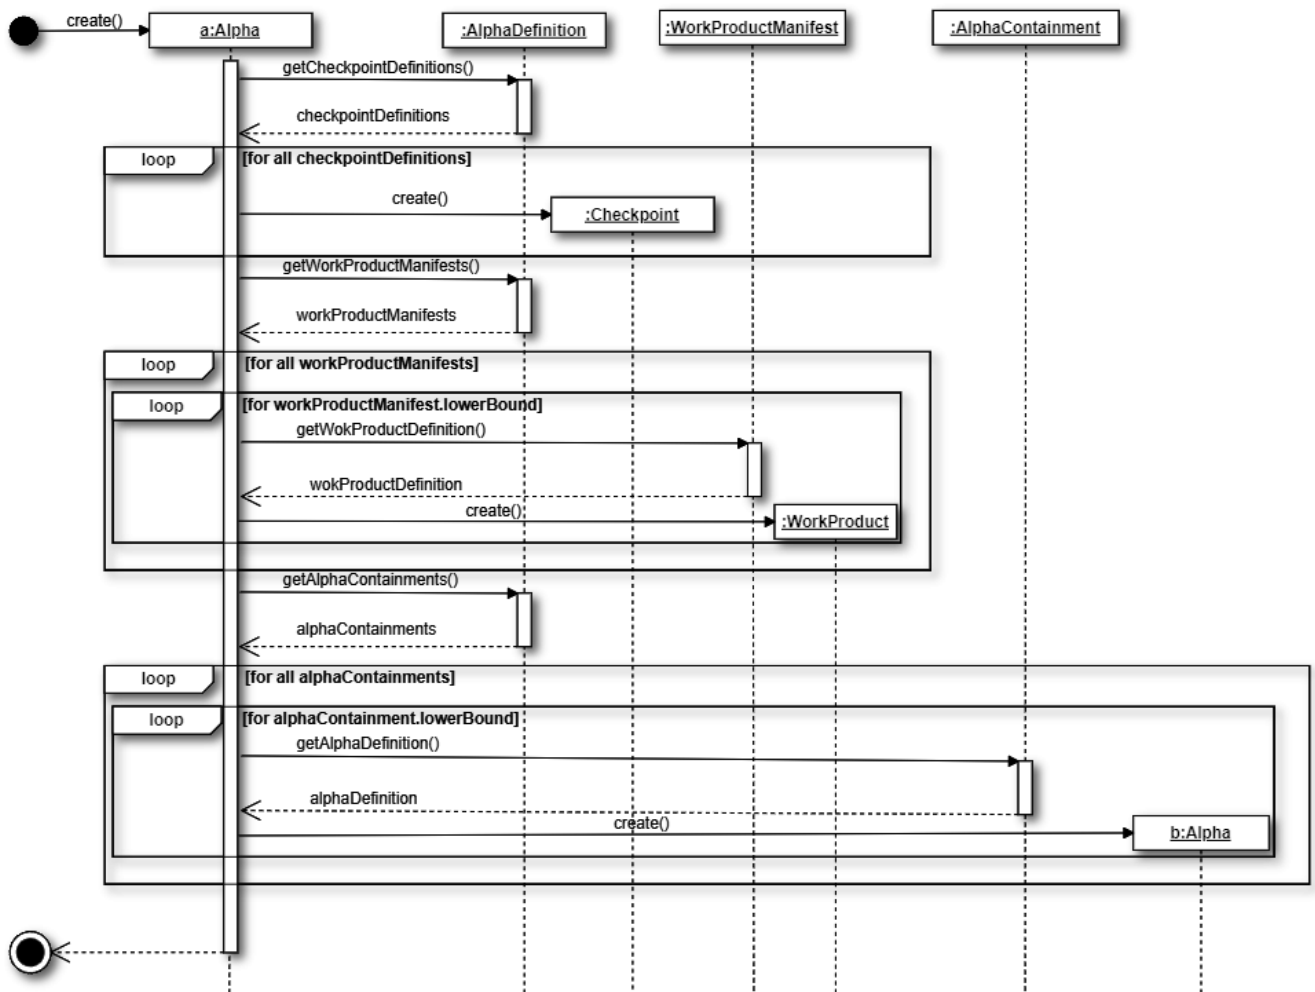 create()
a:Alpha
:AlphaDefinition
:WorkProductManifest
:AlphaContainment
getCheckpointDefinitions()
checkpointDefinitions
loop
[for all checkpointDefinitions]
create()
:Checkpoint
getWorkProductManifests()
workProductManifests
loop
[for all workProductManifests]
loop
[for workProductManifest.lowerBound]
getWokProductDefinition()
wokProductDefinition
create()
:WorkProduct
getAlphaContainments()
alphaContainments
loop
[for all alphaContainments]
loop
[for alphaContainment.lowerBound]
getAlphaDefinition()
alphaDefinition
create()
b:Alpha